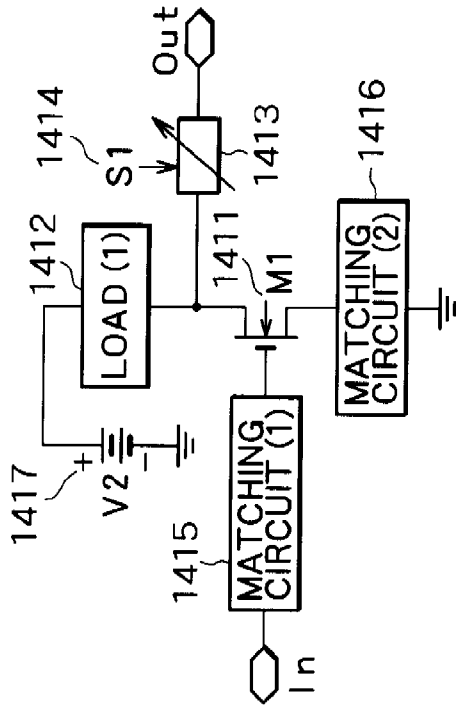 1417
+
V2
−
1412
LOAD (1)
1414
S1
Out
1413
1411
M1
1415
MATCHING
CIRCUIT (1)
In
MATCHING
CIRCUIT (2)
1416